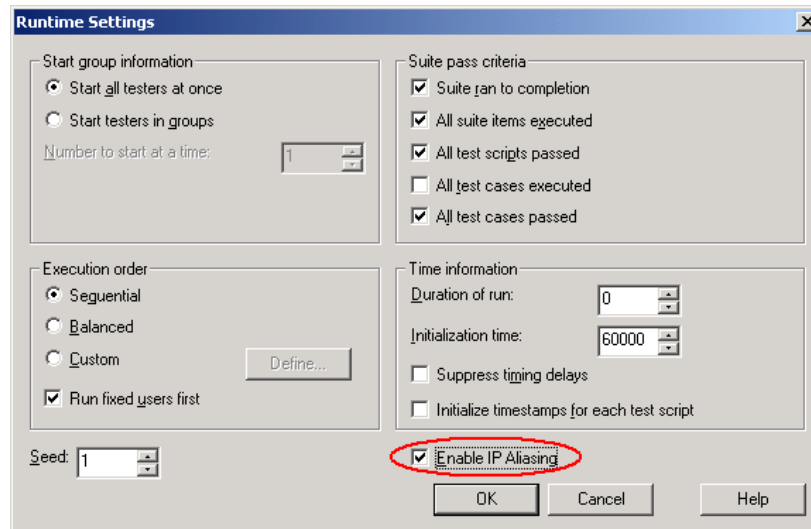 Runtime Settings
Start group information
Start all testers at once
Start testers in groups
Number to start at a time:
1
Suite pass criteria
Suite ran to completion
All suite items executed
All test scripts passed
All test cases executed
All test cases passed
Execution order
Sequential
Balanced
Custom
Define...
Run fixed users first
Time information
Duration of run:
0
Initialization time:
60000
Suppress timing delays
Initialize timestamps for each test script
Seed:
1
Enable IP Aliasing
OK
Cancel
Help